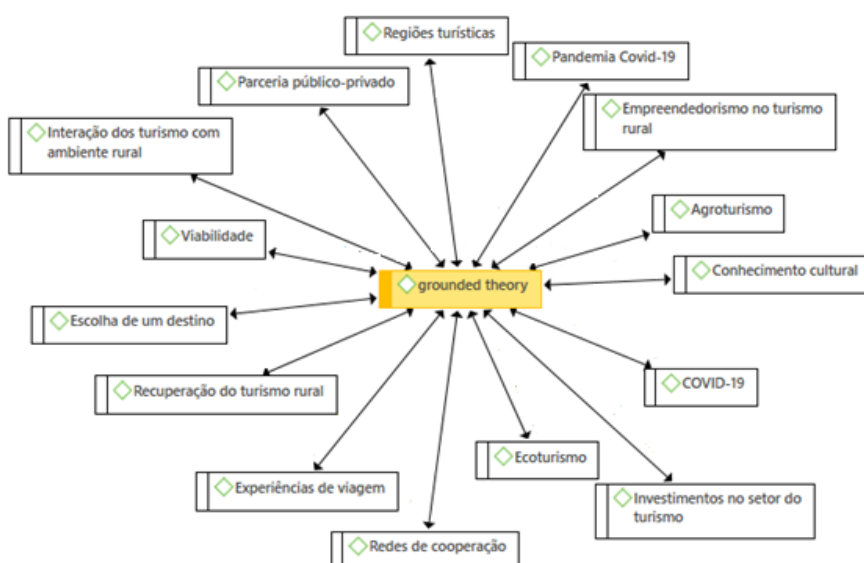 Regiões turísticas
Pandemia Covid-19
Parceria público-privado
Empreendedorismo no turismo
rural
Interação dos turismo com
ambiente rural
Agroturismo
Viabilidade
Conhecimento cultural
grounded theory
Escolha de um destino
COVID-19
Recuperação do turismo rural
Ecoturismo
Experiências de viagem
Investimentos no setor do
turismo
Redes de cooperação